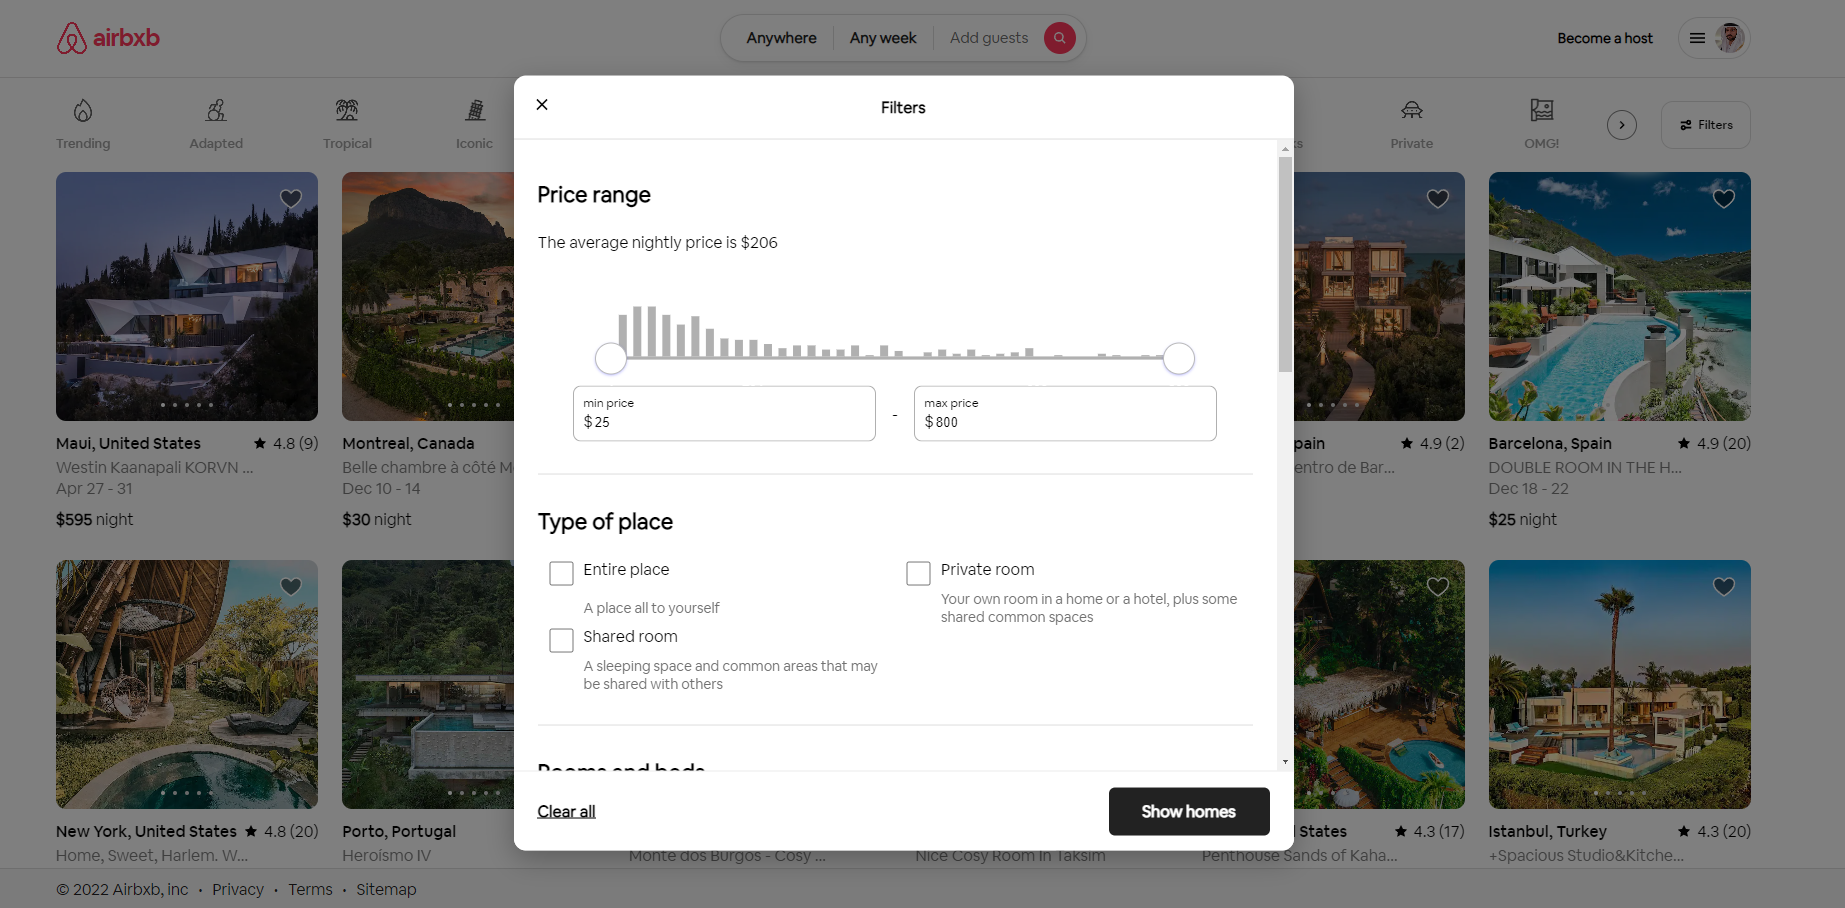 airbxb
Anywhere
Any week
Add guests
Become a host
Trending
Adapted
Tropical
Iconic
Private
OMG!
Filters
Filters
Price range
The average nightly price is $206
min price
$ 25
-
max price
$ 800
Type of place
Entire place
A place all to yourself
Private room
Your own room in a home or a hotel, plus some
shared common spaces
Shared room
A sleeping space and common areas that may
be shared with others
Rooms and beds
Clear all
Show homes
Maui, United States
4.8 (9)
Westin Kaanapali KORVN ...
Apr 27 - 31
$595 night
Montreal, Canada
Belle chambre à côté M
Dec 10 - 14
$30 night
4.9 (2)
entro de Bar...
Barcelona, Spain
4.9 (20)
DOUBLE ROOM IN THE H...
Dec 18 - 22
$25 night
New York, United States
4.8 (20)
Home, Sweet, Harlem. W...
Porto, Portugal
Heroísmo IV
Monte dos Burgos - Cosy ...
Nice Cosy Room In Taksim
States
4.3 (17)
Penthouse Sands of Kaha...
Istanbul, Turkey
4.3 (20)
+Spacious Studio&Kitche...
© 2022 Airbxb, inc · Privacy · Terms · Sitemap